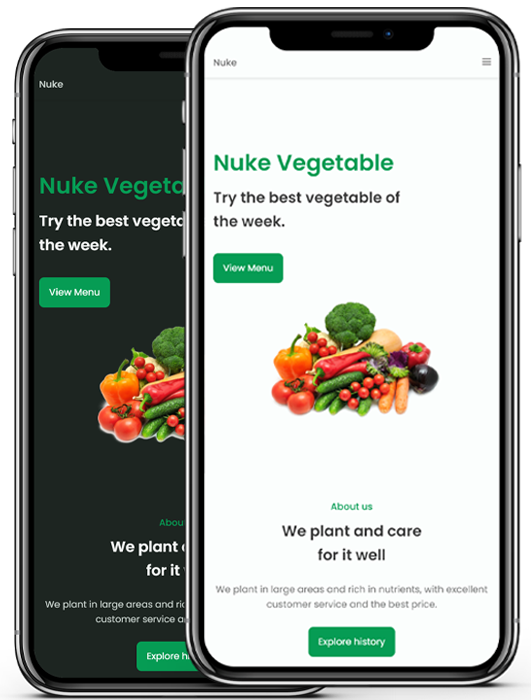 Nuke
Nuke Vegeta
Try the best vegeta
the week.
View Menu
Abou
We plant
for it
We plant in large areas and ri
customer service a
Explore h
Nuke
Nuke Vegetable
Try the best vegetable of
the week.
View Menu
About us
We plant and care
for it well
We plant in large areas and rich in nutrients, with excellent
customer service and the best price.
Explore history